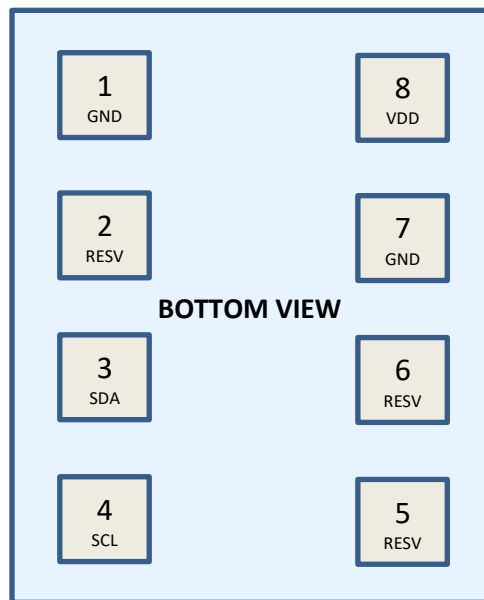 1
GND
8
VDD
2
RESV
7
GND
BOTTOM VIEW
3
SDA
6
RESV
4
SCL
5
RESV